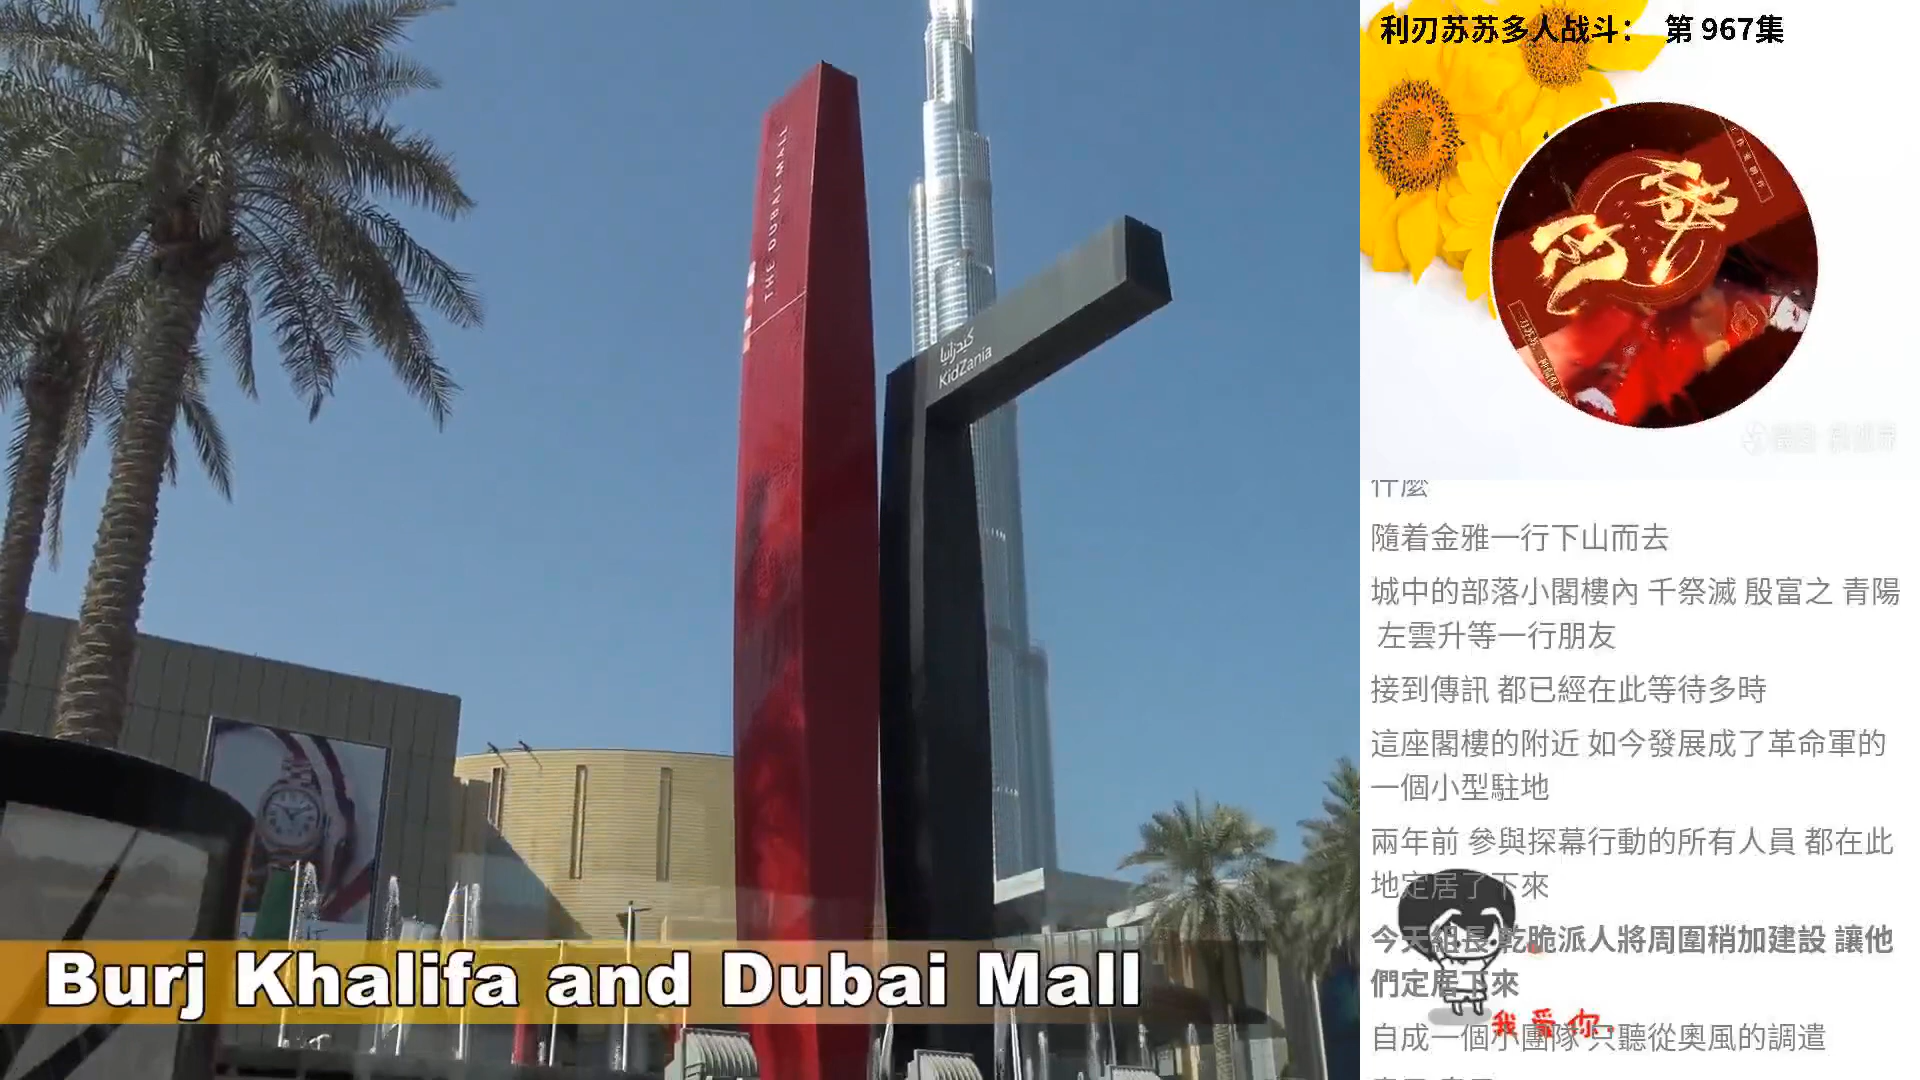 THE DUBAI MALL
كيدزانيا
KidZania
Burj Khalifa and Dubai Mall
利刃苏苏多人战斗： 第 967集
什麼
隨着金雅一行下山而去
城中的部落小閣樓內 千祭滅 殷富之 青陽
左雲升等一行朋友
接到傳訊 都已經在此等待多時
這座閣樓的附近 如今發展成了革命軍的
一個小型駐地
兩年前 參與探幕行動的所有人員 都在此
地定居了下來
今天組長 乾脆派人將周圍稍加建設 讓他
們定居下來
我爱你.
自成一個小團隊 只聽從奧風的調遣